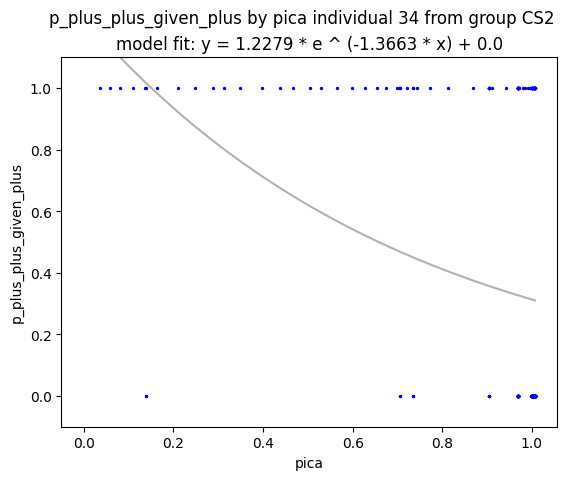 p_plus_plus_given_plus by pica individual 34 from group CS2
model fit: y = 1.2279 * e ^ (-1.3663 * x) + 0.0
p_plus_plus_given_plus
1.0
0.8
0.6
0.4
0.2
0.0
0.0 0.2 0.4 0.6 0.8 1.0
pica